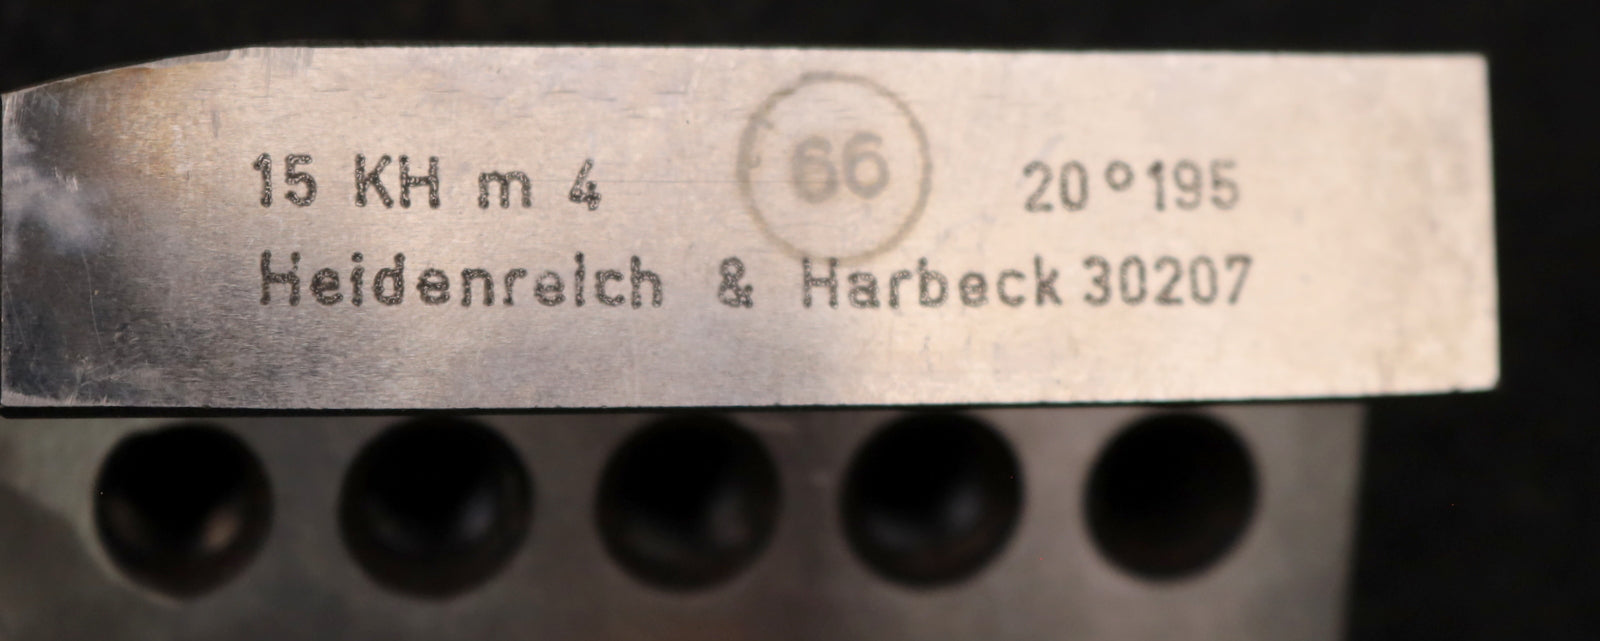 15 KH m 4 66 20°195
Heidenreich & Harbeck 30207